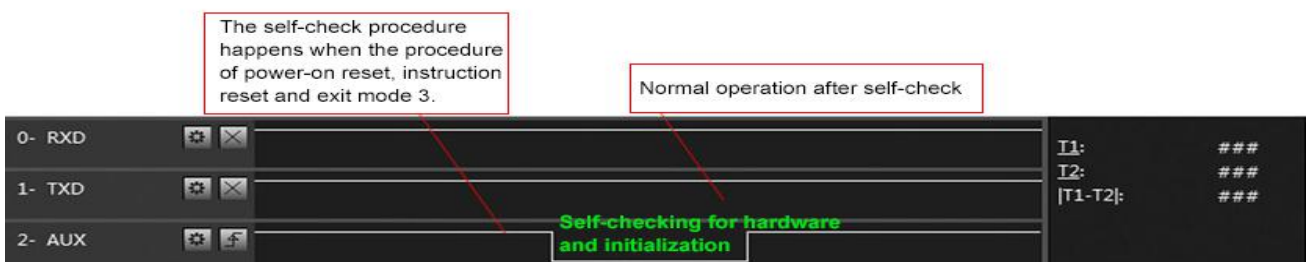 The self-check procedure
happens when the procedure
of power-on reset, instruction
reset and exit mode 3.
Normal operation after self-check
0- RXD
1- TXD
2- AUX
Self-checking for hardware
and initialization
T1: ###
T2: ###
|T1-T2|: ###